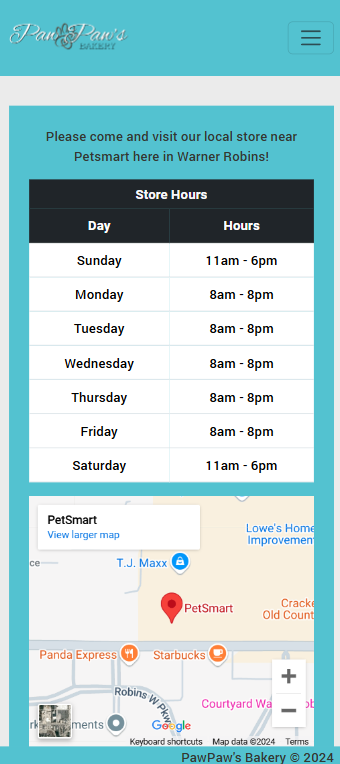 PawPaw's
BAKERY
Please come and visit our local store near
Petsmart here in Warner Robins!
Store Hours
Day Hours
Sunday 11am - 6pm
Monday 8am - 8pm
Tuesday 8am - 8pm
Wednesday 8am - 8pm
Thursday 8am - 8pm
Friday 8am - 8pm
Saturday 11am - 6pm
PetSmart
View larger map
Lowe's Home
Improvemen
ce
T.J. Maxx
PetSmart
Cracke
Old Count
Panda Express
Starbucks
Robins W Pkw
Courtyard Wa
ob
rk
ments
Google
Keyboard shortcuts Map data ©2024 Terms
PawPaw's Bakery © 2024